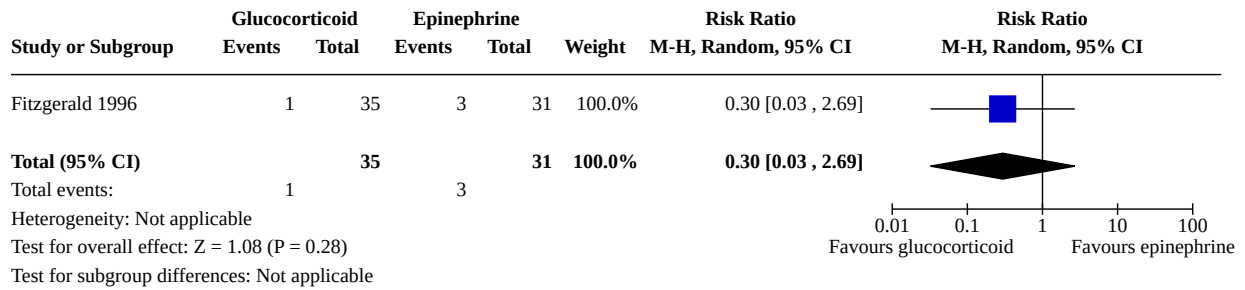 Glucocorticoid Epinephrine Risk Ratio Risk Ratio
Study or Subgroup Events Total Events Total Weight M-H, Random, 95% CI M-H, Random, 95% CI
Fitzgerald 1996 1 35 3 31 100.0% 0.30 [0.03 , 2.69]
Total (95% CI) 35 31 100.0% 0.30 [0.03 , 2.69]
Total events: 1 3
Heterogeneity: Not applicable
0.01 0.1 1 10 100
Test for overall effect: Z = 1.08 (P = 0.28) Favours glucocorticoid Favours epinephrine
Test for subgroup differences: Not applicable